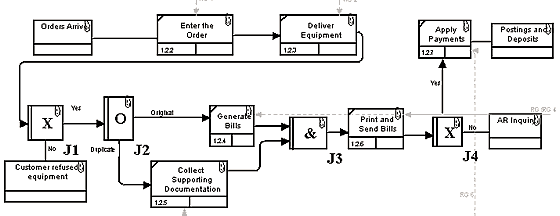 Orders Arrive
Enter the
Order
1.2.2
Deliver
Equipment
1.2.3
Apply
Payments
1.2.7
Postings and
Deposits
X
J1
Yes
No
Customer refused
equipment
O
J2
Original
Duplicate
Generate
Bills
1.2.4
Collect
Supporting
Documentation
1.2.5
&
J3
Print and
Send Bills
1.2.6
X
J4
Yes
No
AR Inquiry